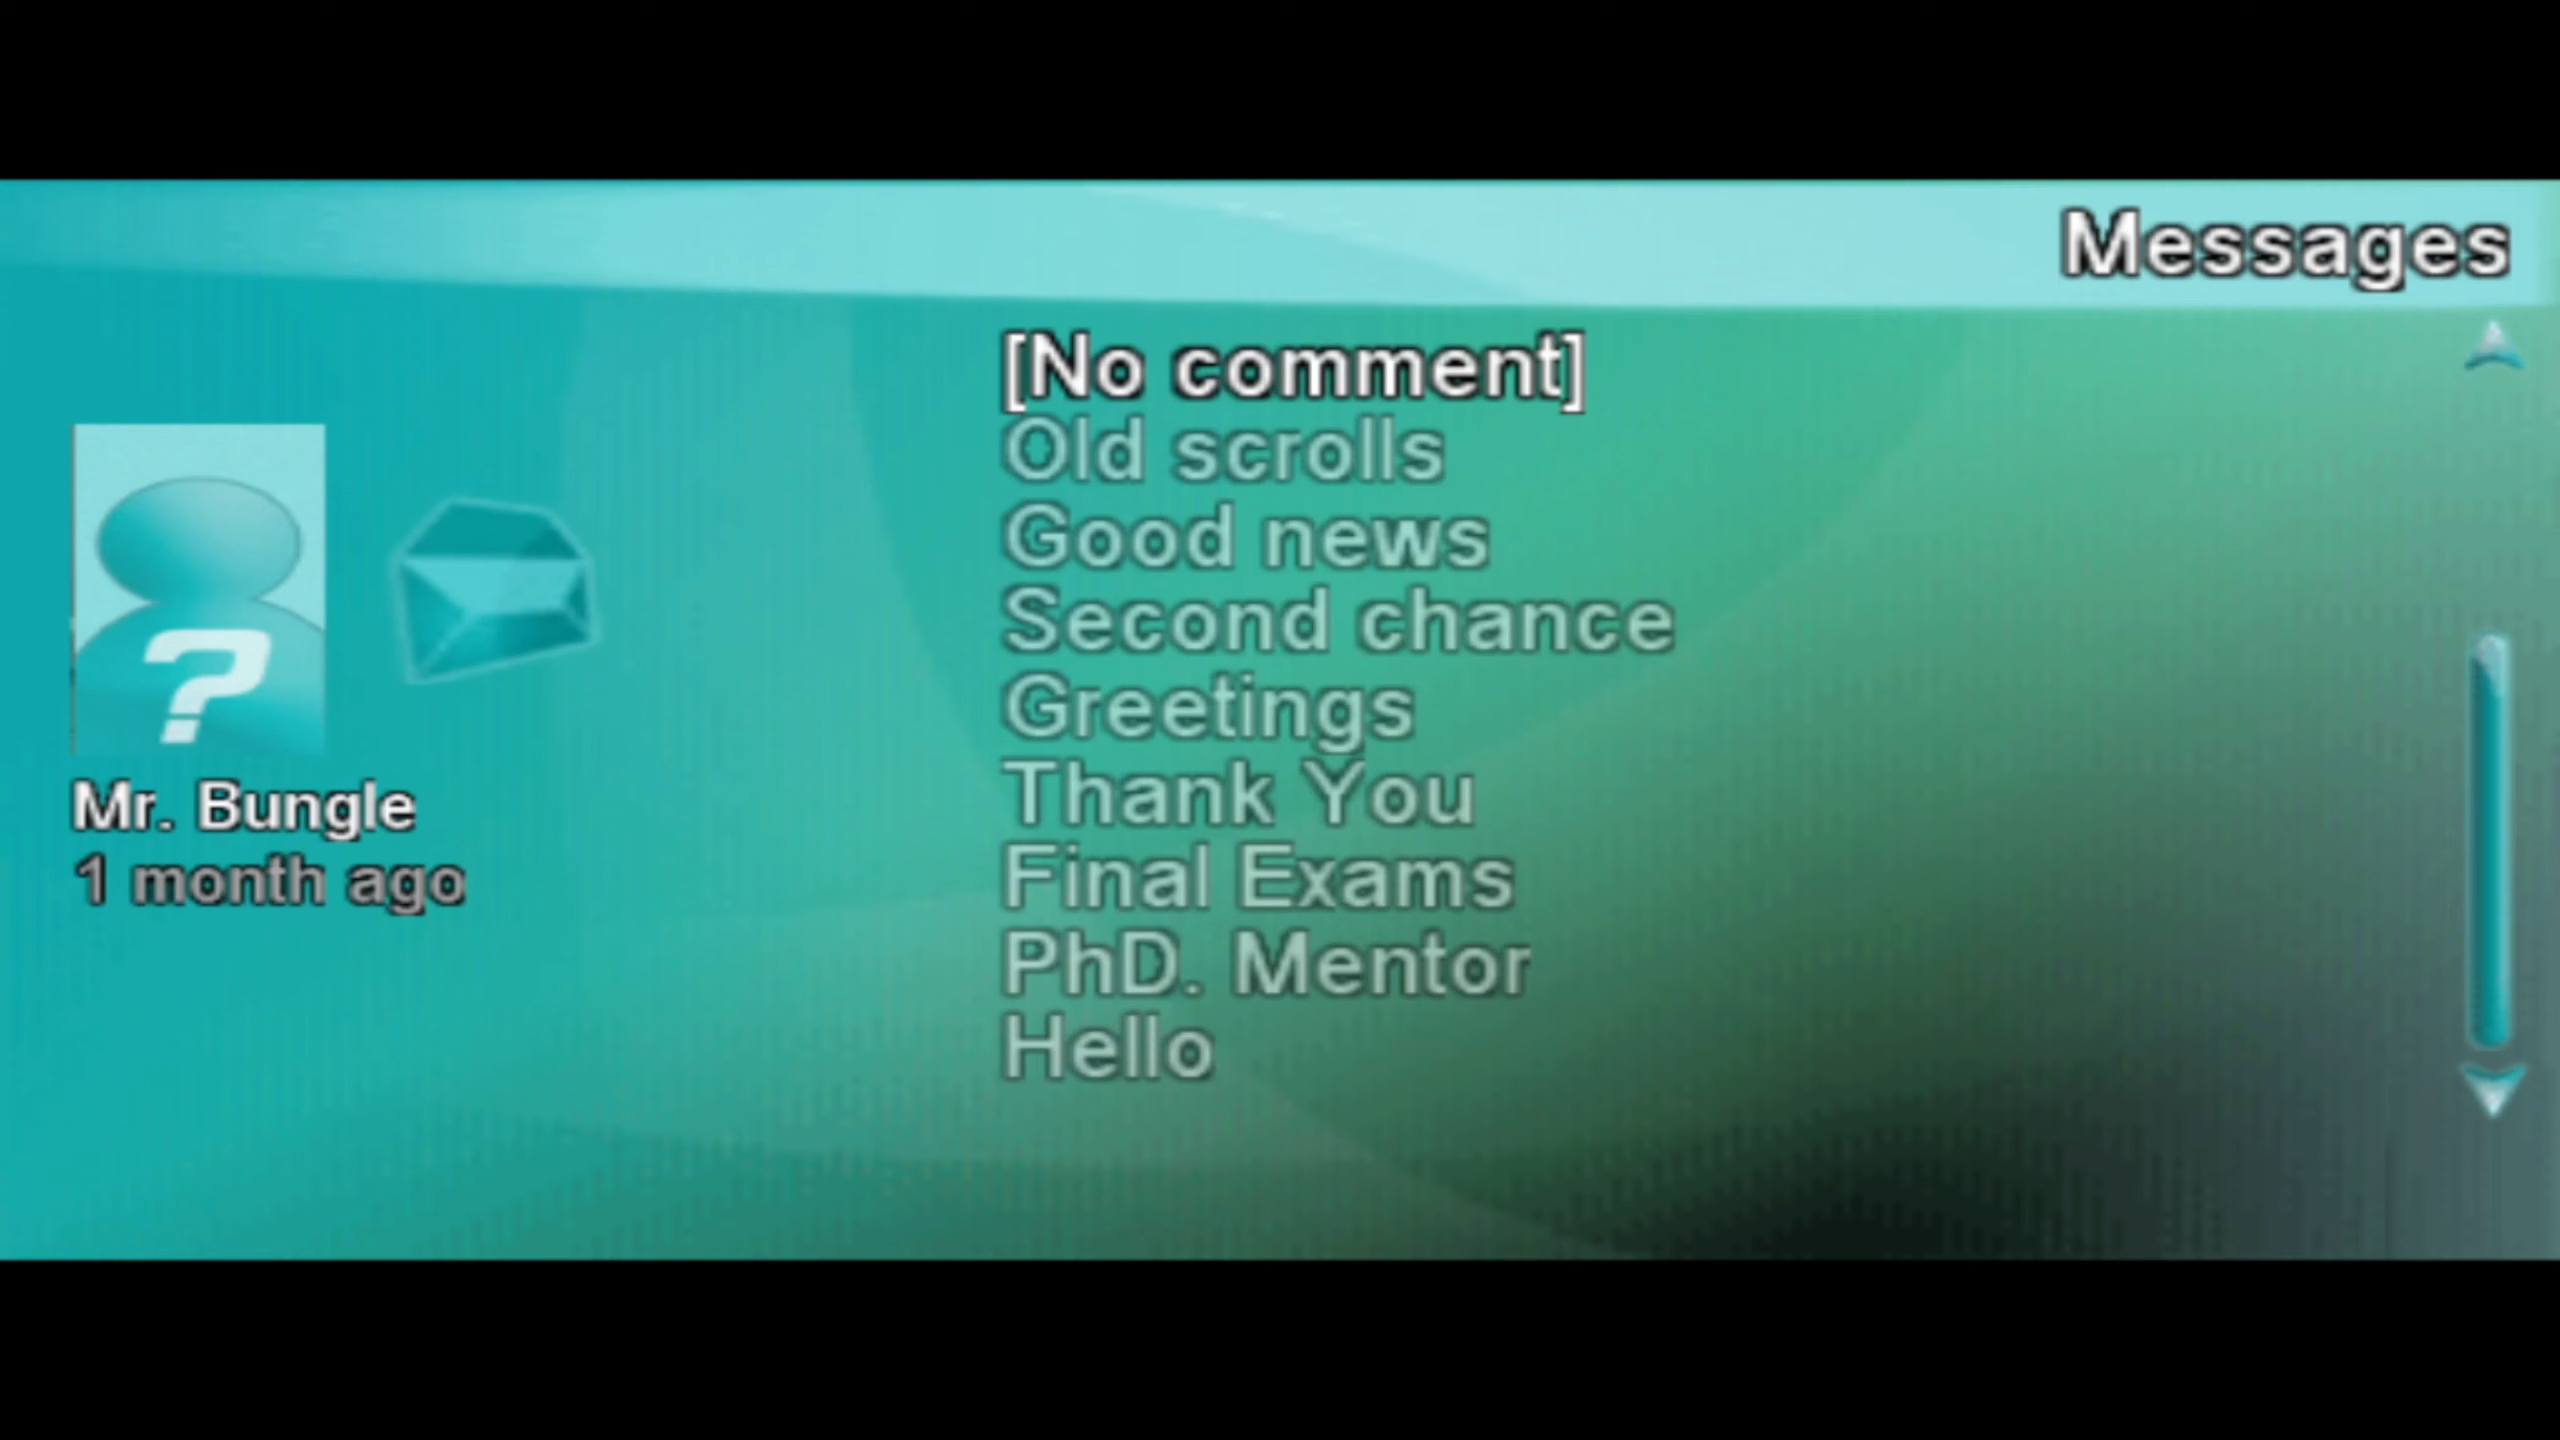 Messages
[No comment]
Old scrolls
Good news
Second chance
Greetings
Thank You
Final Exams
PhD. Mentor
Hello
?
Mr. Bungle
1 month ago